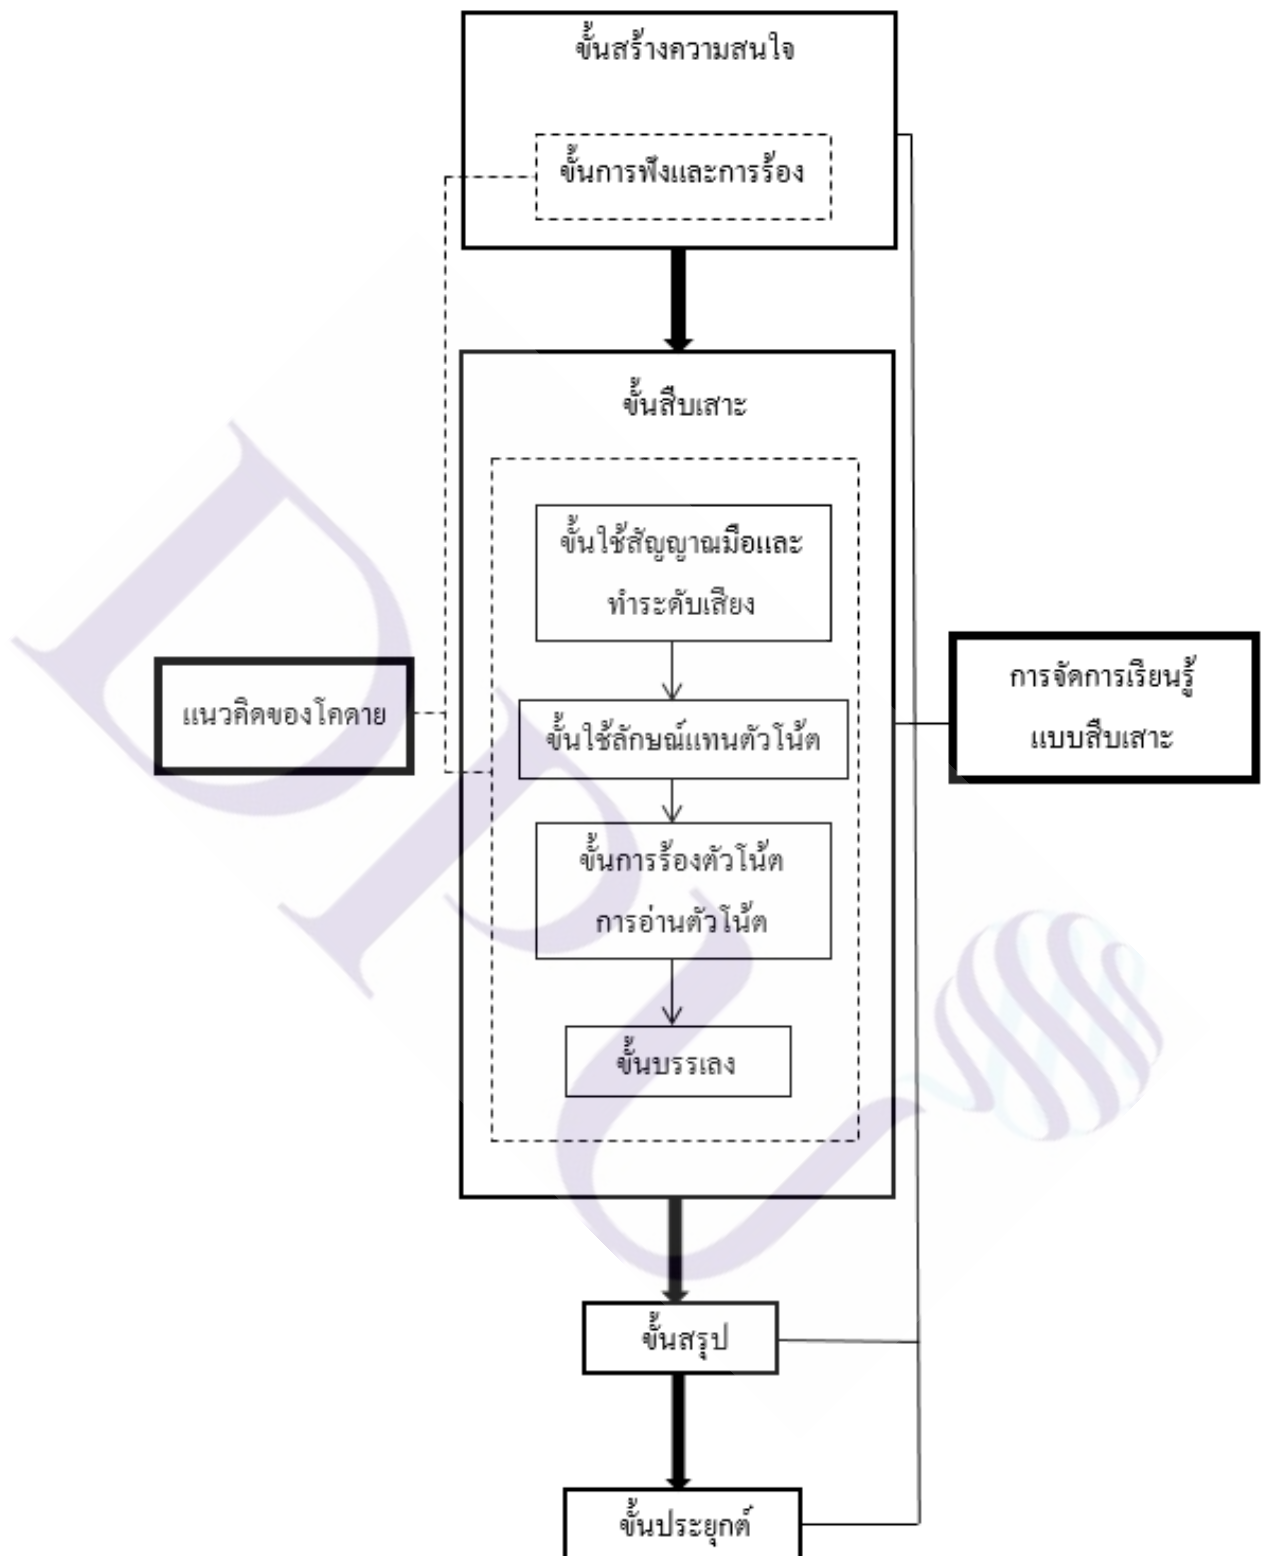 ขั้นสร้างความสนใจ
ขั้นการฟังและการร้อง
ขั้นสืบเสาะ
ขั้นใช้สัญญาณมือและ
ทำระดับเสียง
แนวคิดของโคดาย
ขั้นใช้ลักษณ์แทนตัวโน้ต
การจัดการเรียนรู้
แบบสืบเสาะ
ขั้นการร้องตัวโน้ต
การอ่านตัวโน้ต
ขั้นบรรเลง
ขั้นสรุป
ขั้นประยุกต์
DPU